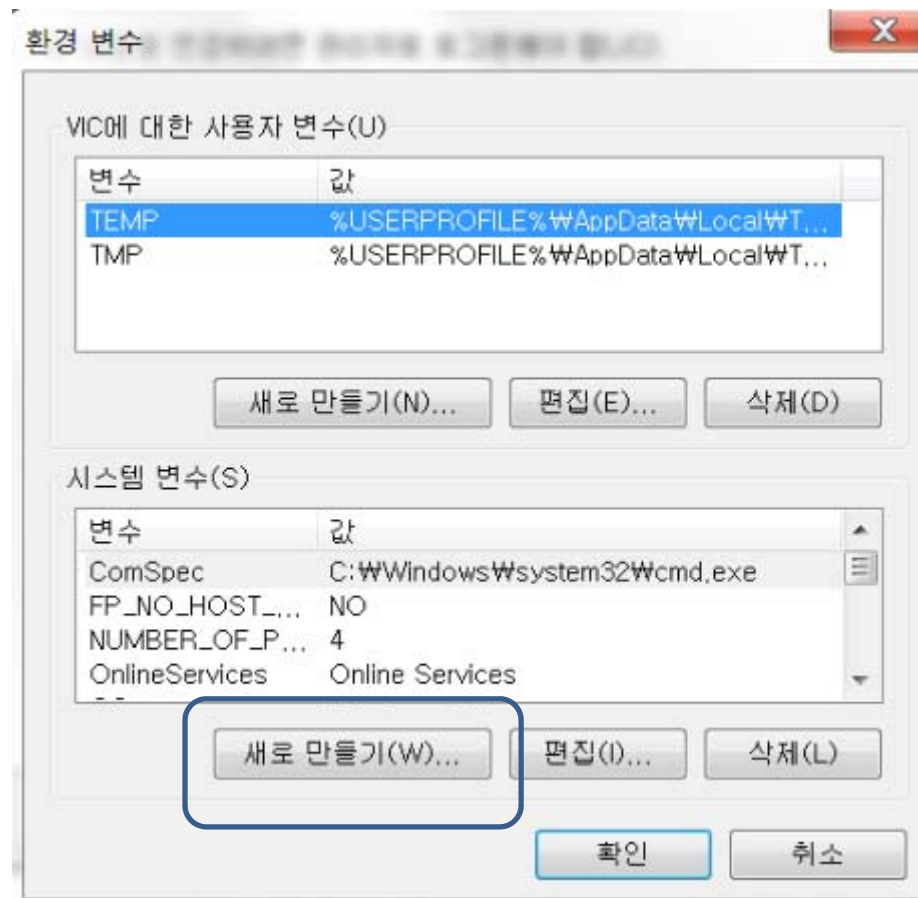 환경 변수
VIC에 대한 사용자 변수(U)
변수 값
TEMP %USERPROFILE%₩AppData₩Local₩T...
TMP %USERPROFILE%₩AppData₩Local₩T...
새로 만들기(N)... 편집(E)... 삭제(D)
시스템 변수(S)
변수 값
ComSpec C:₩Windows₩system32₩cmd.exe
FP_NO_HOST_... NO
NUMBER_OF_P... 4
OnlineServices Online Services
새로 만들기(W)... 편집(I)... 삭제(L)
확인 취소